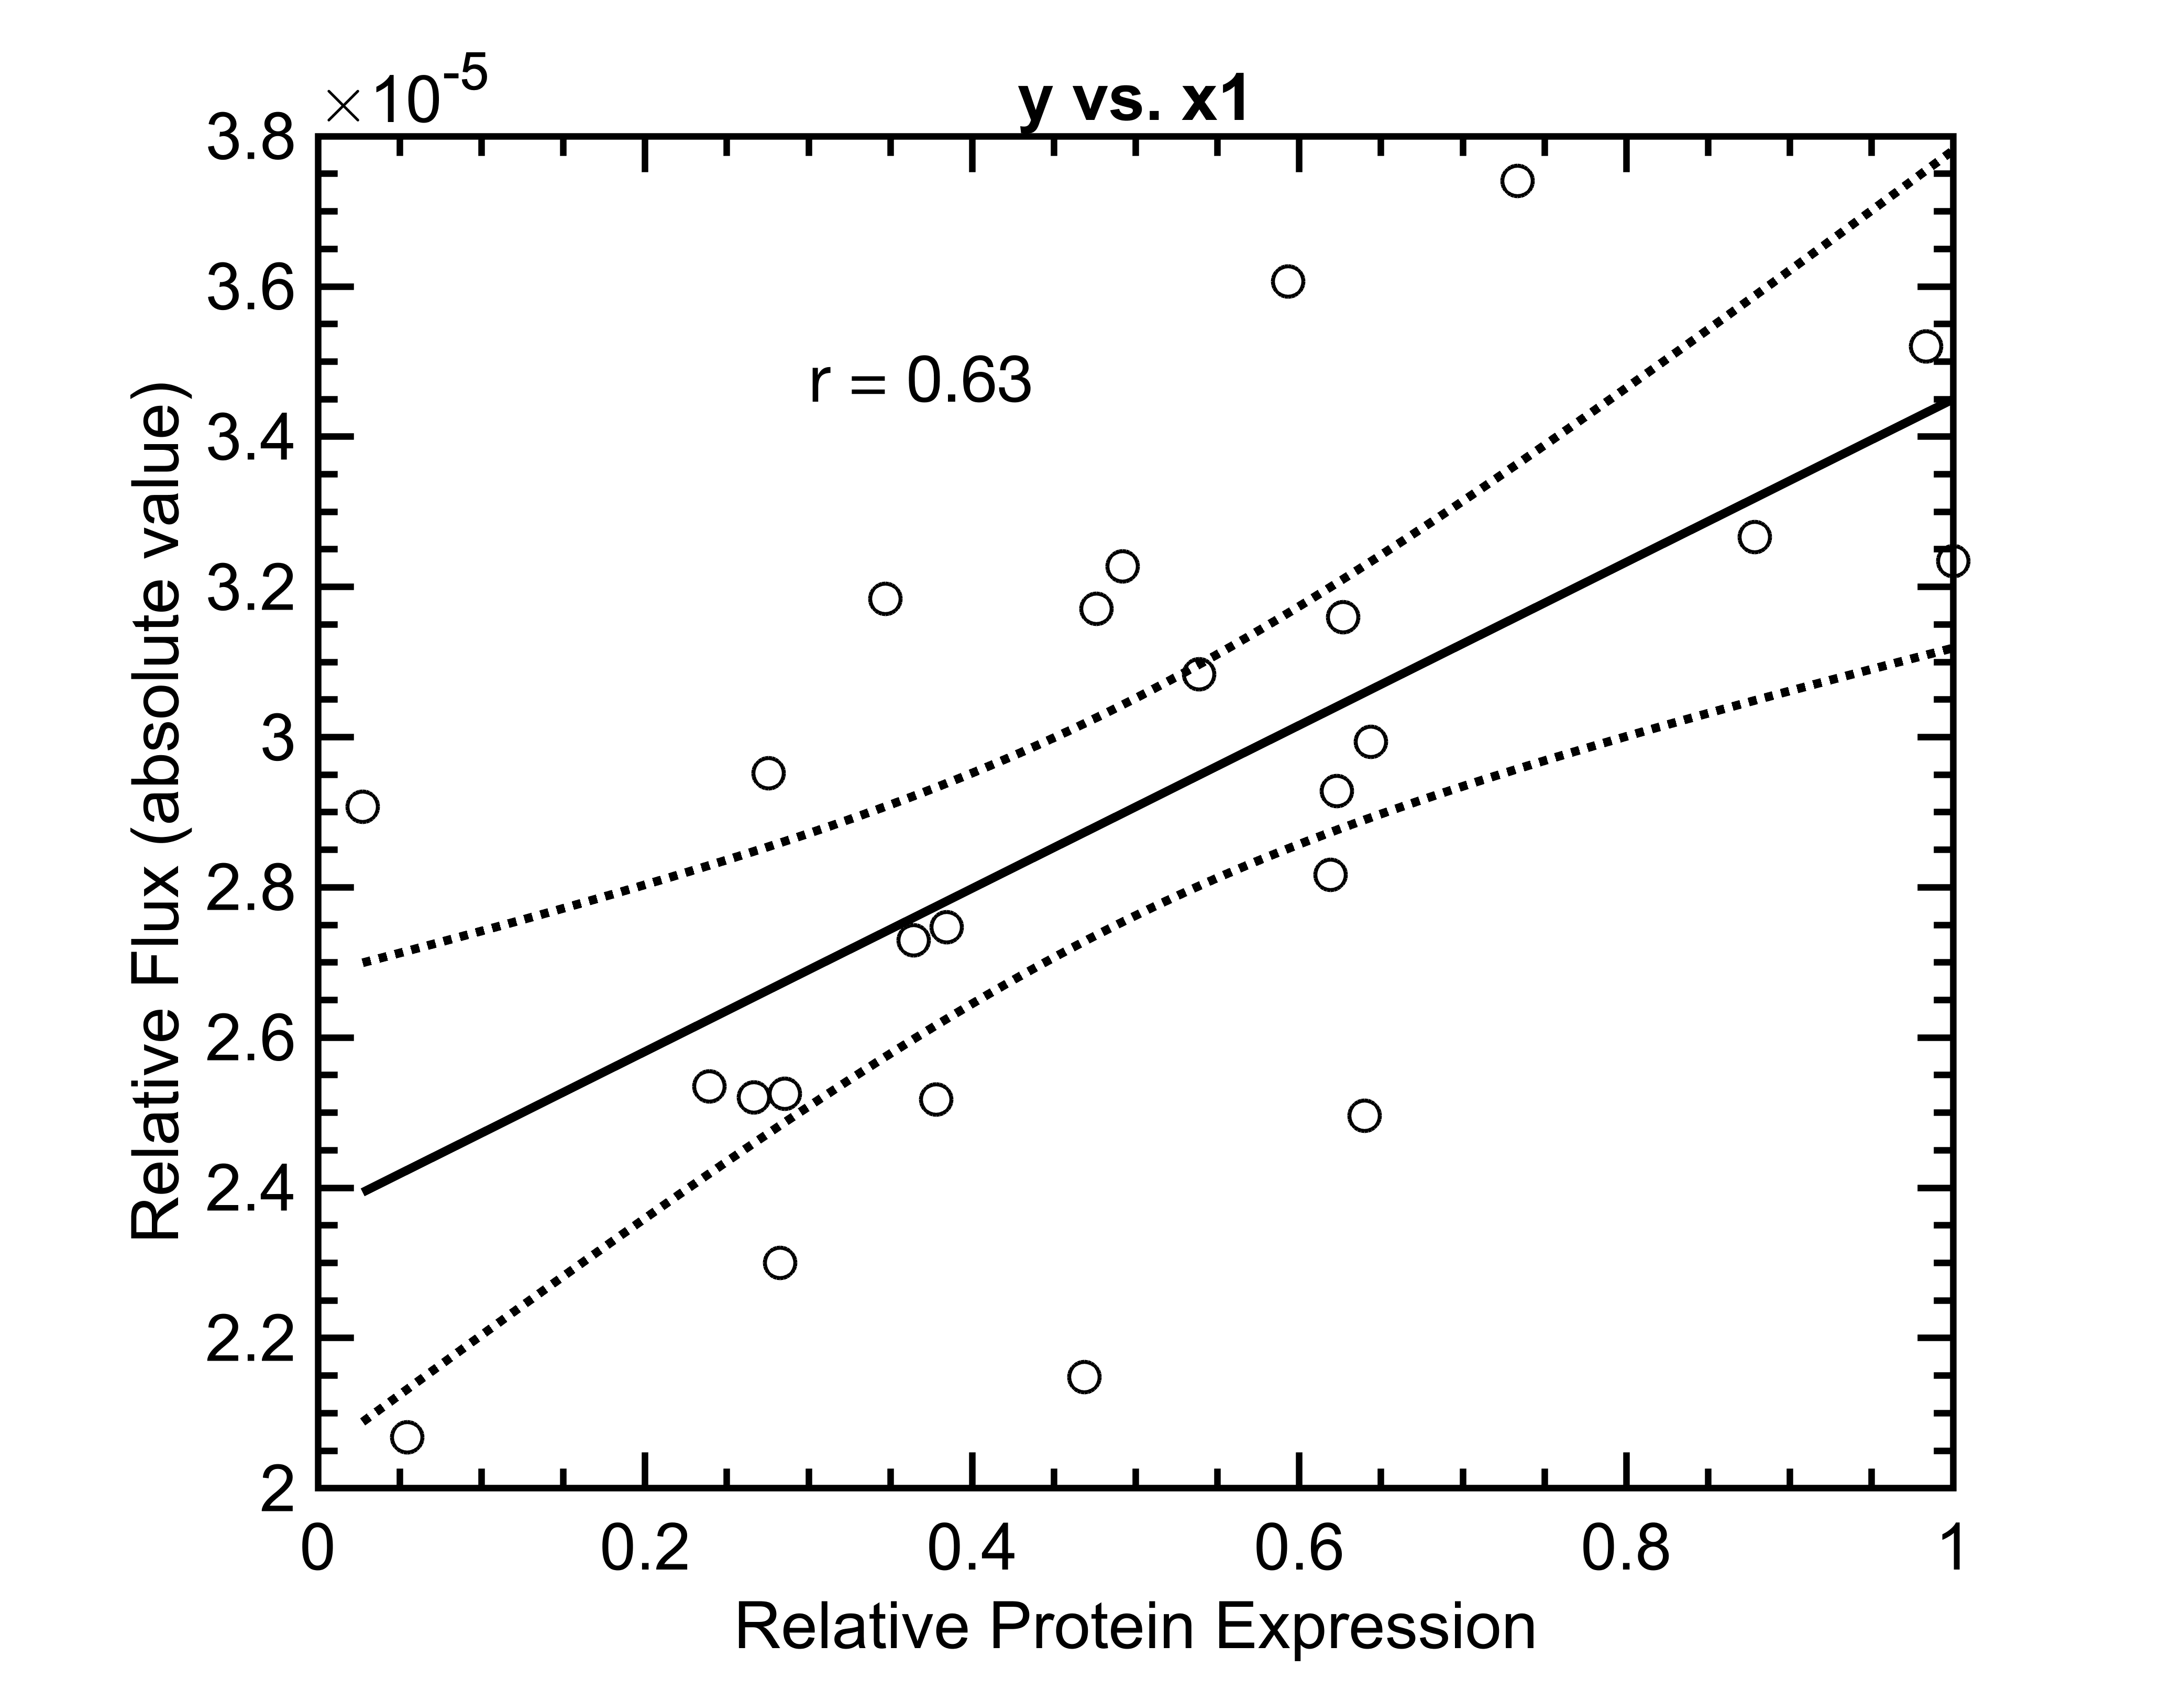 ×10-5
y vs. x1
3.8
3.6
3.4
3.2
3
2.8
2.6
2.4
2.2
2
r = 0.63
Relative Flux (absolute value)
0 0.2 0.4 0.6 0.8 1
Relative Protein Expression